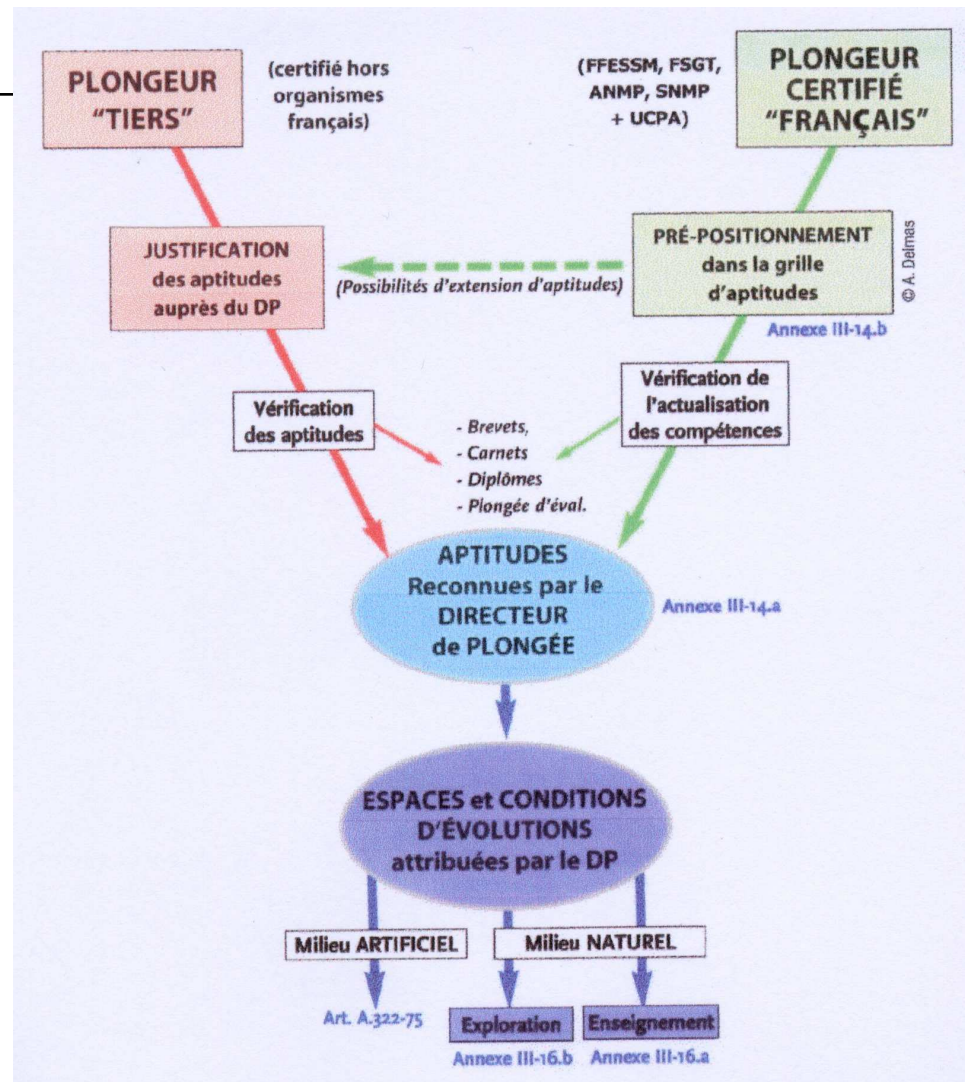 PLONGEUR
"TIERS"
(certifié hors
organismes
français)
(FFESSM, FSGT,
ANMP, SNMP
+ UCPA)
PLONGEUR
CERTIFIÉ
"FRANÇAIS"
JUSTIFICATION
des aptitudes
auprès du DP
(Possibilités d'extension d'aptitudes)
PRÉ-POSITIONNEMENT
dans la grille
d'aptitudes
© A. Delmas
Annexe III-14.b
Vérification
des aptitudes
- Brevets,
- Carnets
- Diplômes
- Plongée d'éval.
Vérification de
l'actualisation
des compétences
APTITUDES
Reconnues par le
DIRECTEUR
de PLONGÉE
Annexe III-14.a
ESPACES et CONDITIONS
D'ÉVOLUTIONS
attribuées par le DP
Milieu ARTIFICIEL
Milieu NATUREL
Art. A.322-75
Exploration
Enseignement
Annexe III-16.b
Annexe III-16.a